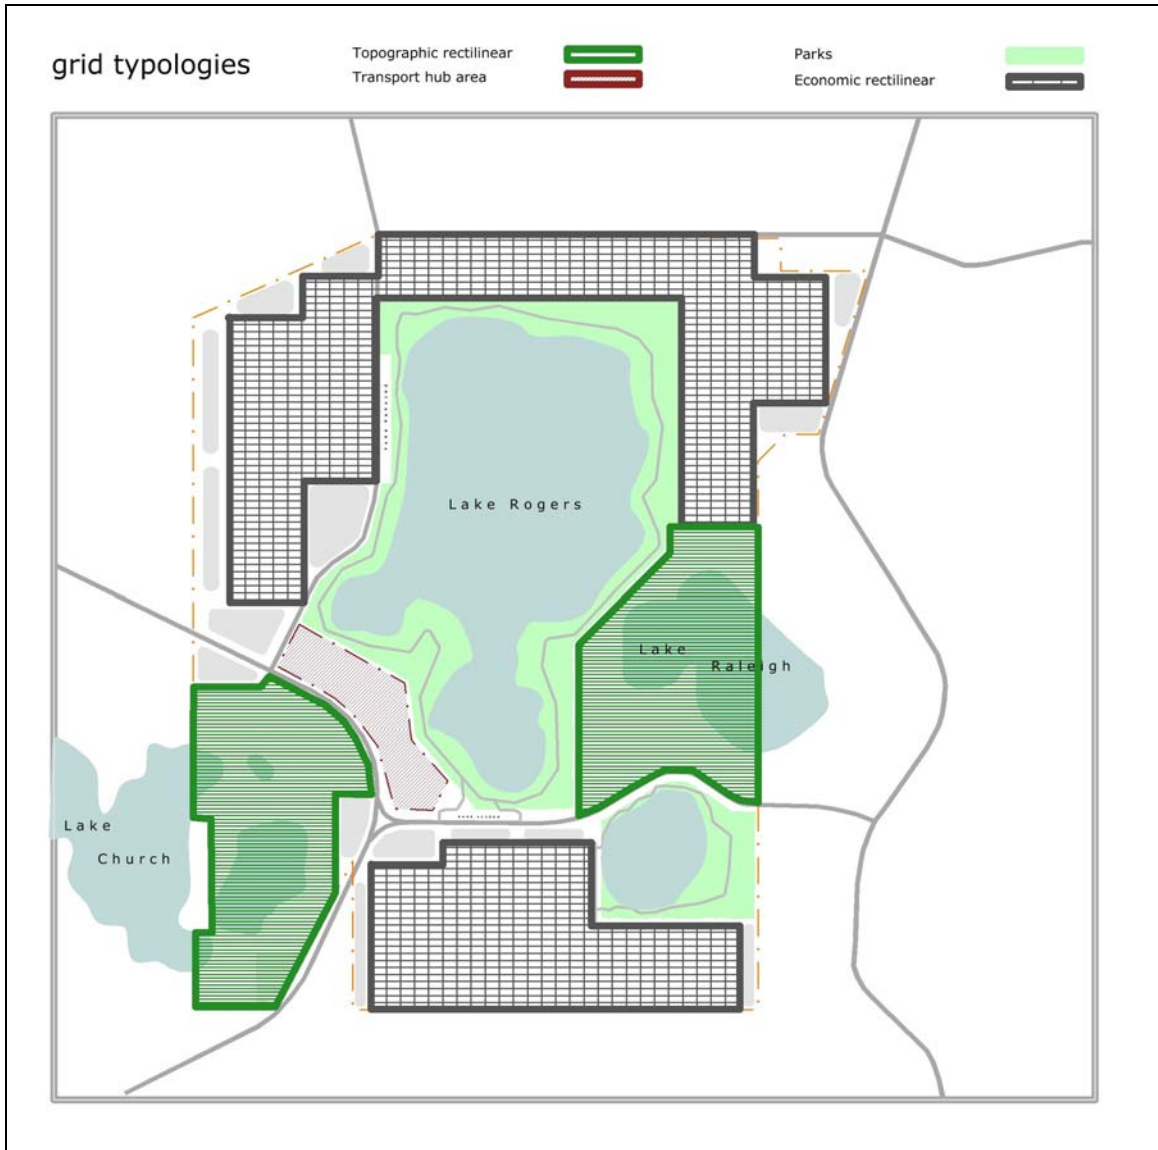 grid typologies
Topographic rectilinear
Transport hub area
Parks
Economic rectilinear
Lake Rogers
Lake
Raleigh
Lake
Church